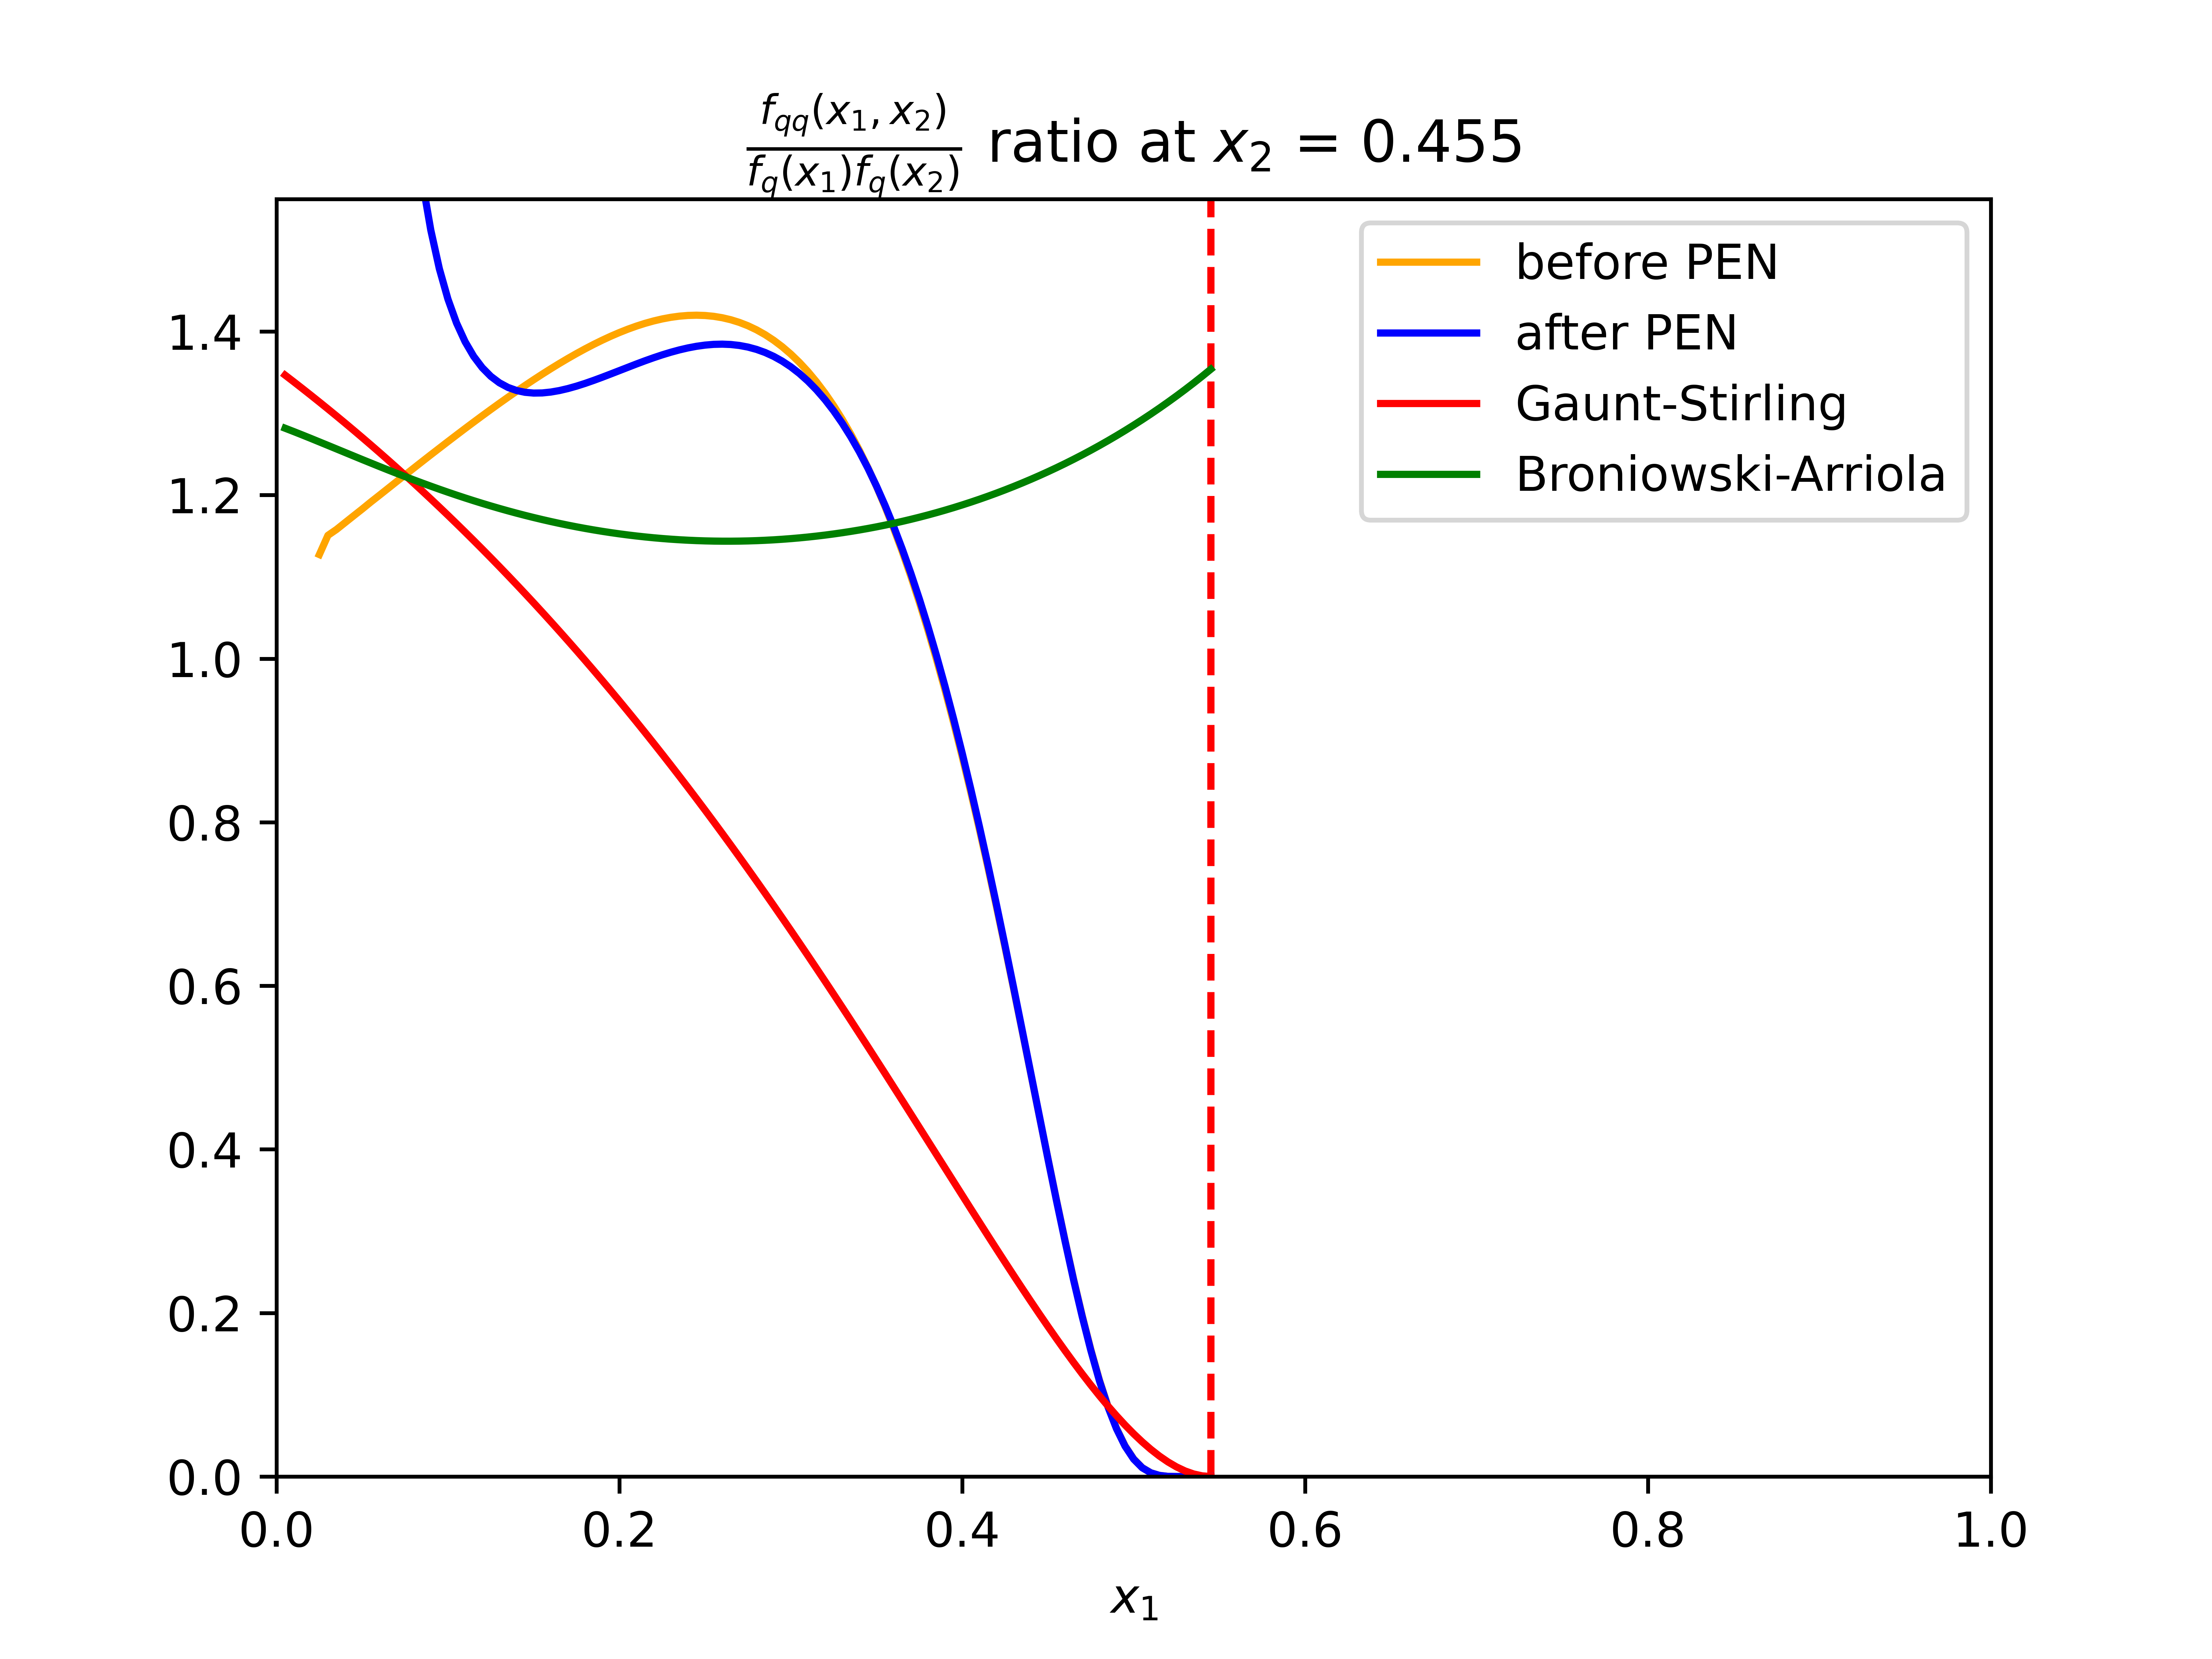 f_qq(x_1, x_2)
f_q(x_1)f_q(x_2)
ratio at x_2 = 0.455
before PEN
after PEN
Gaunt-Stirling
Broniowski-Arriola
1.4
1.2
1.0
0.8
0.6
0.4
0.2
0.0
0.0 0.2 0.4 0.6 0.8 1.0
x_1